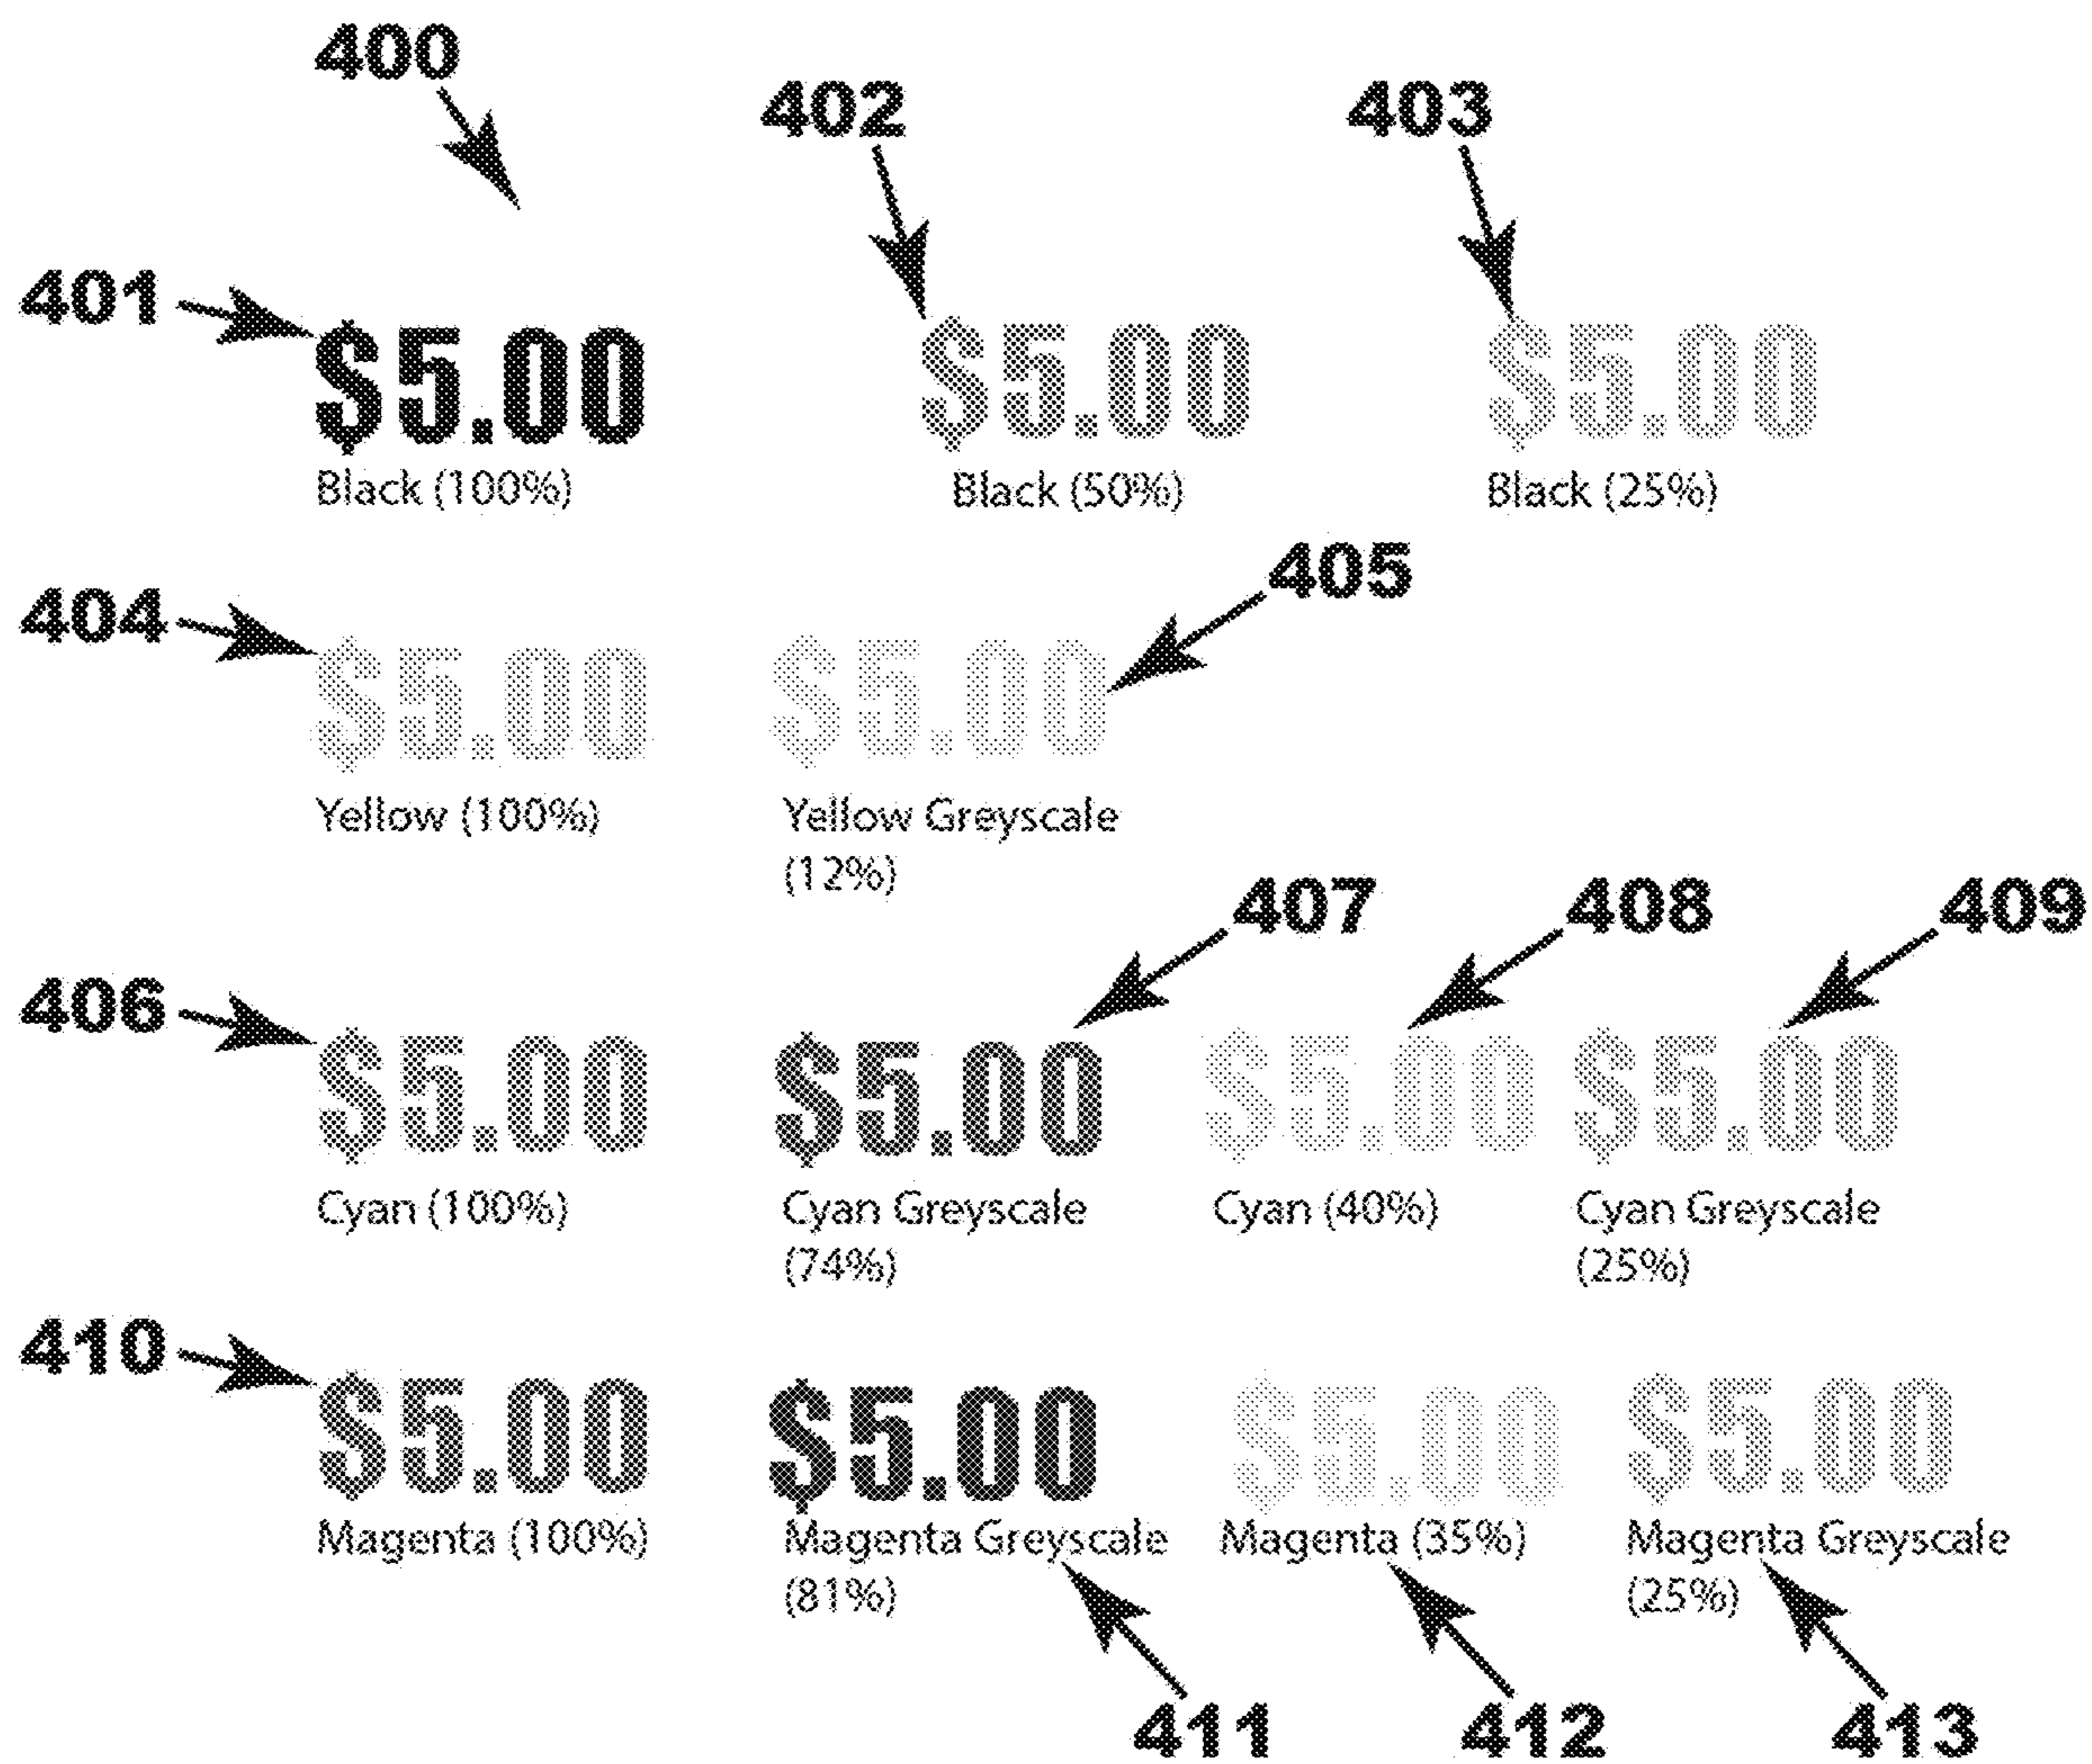 400
402
403
401
$5.00 $5.00 $5.00
Black (100%) Black (50%) Black (25%)
405
404
$5.00 $5.00
Yellow (100%) Yellow Greyscale
(12%)
407 408 409
406
$5.00 $5.00 $5.00 $5.00
Cyan (100%) Cyan Greyscale Cyan (40%) Cyan Greyscale
(74%) (25%)
410
$5.00 $5.00 $5.00 $5.00
Magenta (100%) Magenta Greyscale Magenta (35%) Magenta Greyscale
(81%) (25%)
411 412 413